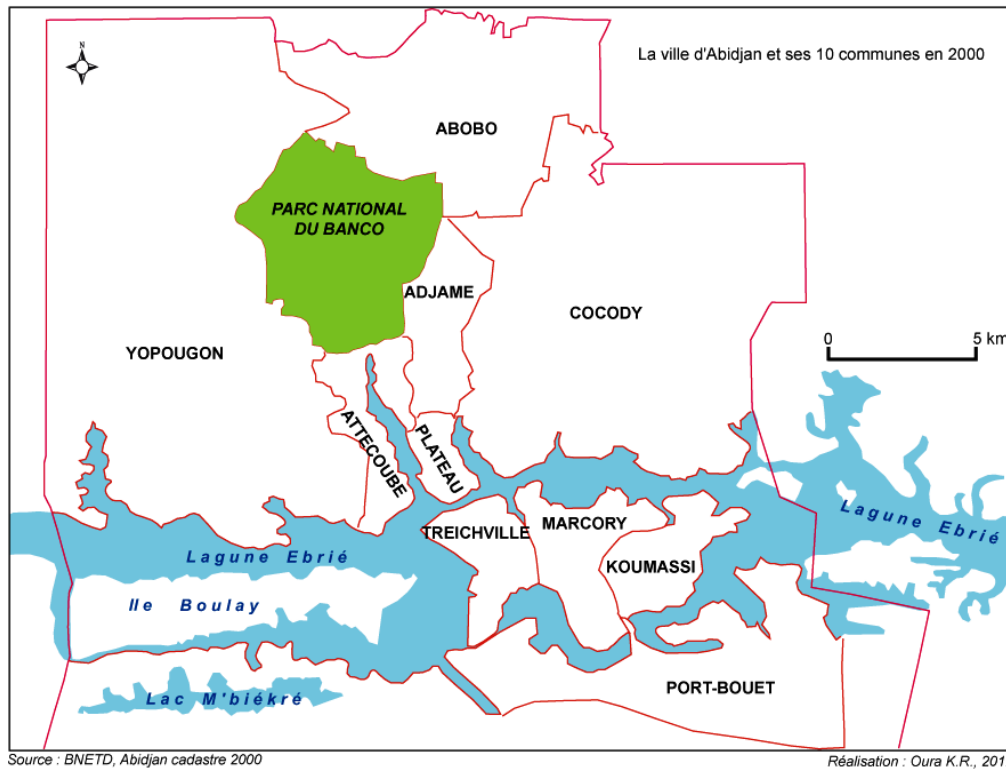 N
La ville d'Abidjan et ses 10 communes en 2000
ABOBO
PARC NATIONAL
DU BANCO
ADJAME
COCODY
YOPOUGON
0 5 km
ATTECOUBE
PLATEAU
TREICHVILLE
MARCORY
KOUMASSI
Lagune Ebrié
Lagune Ebrié
Ile Boulay
Lac M'biékré
PORT-BOUET
Source : BNETD, Abidjan cadastre 2000
Réalisation : Oura K.R., 201